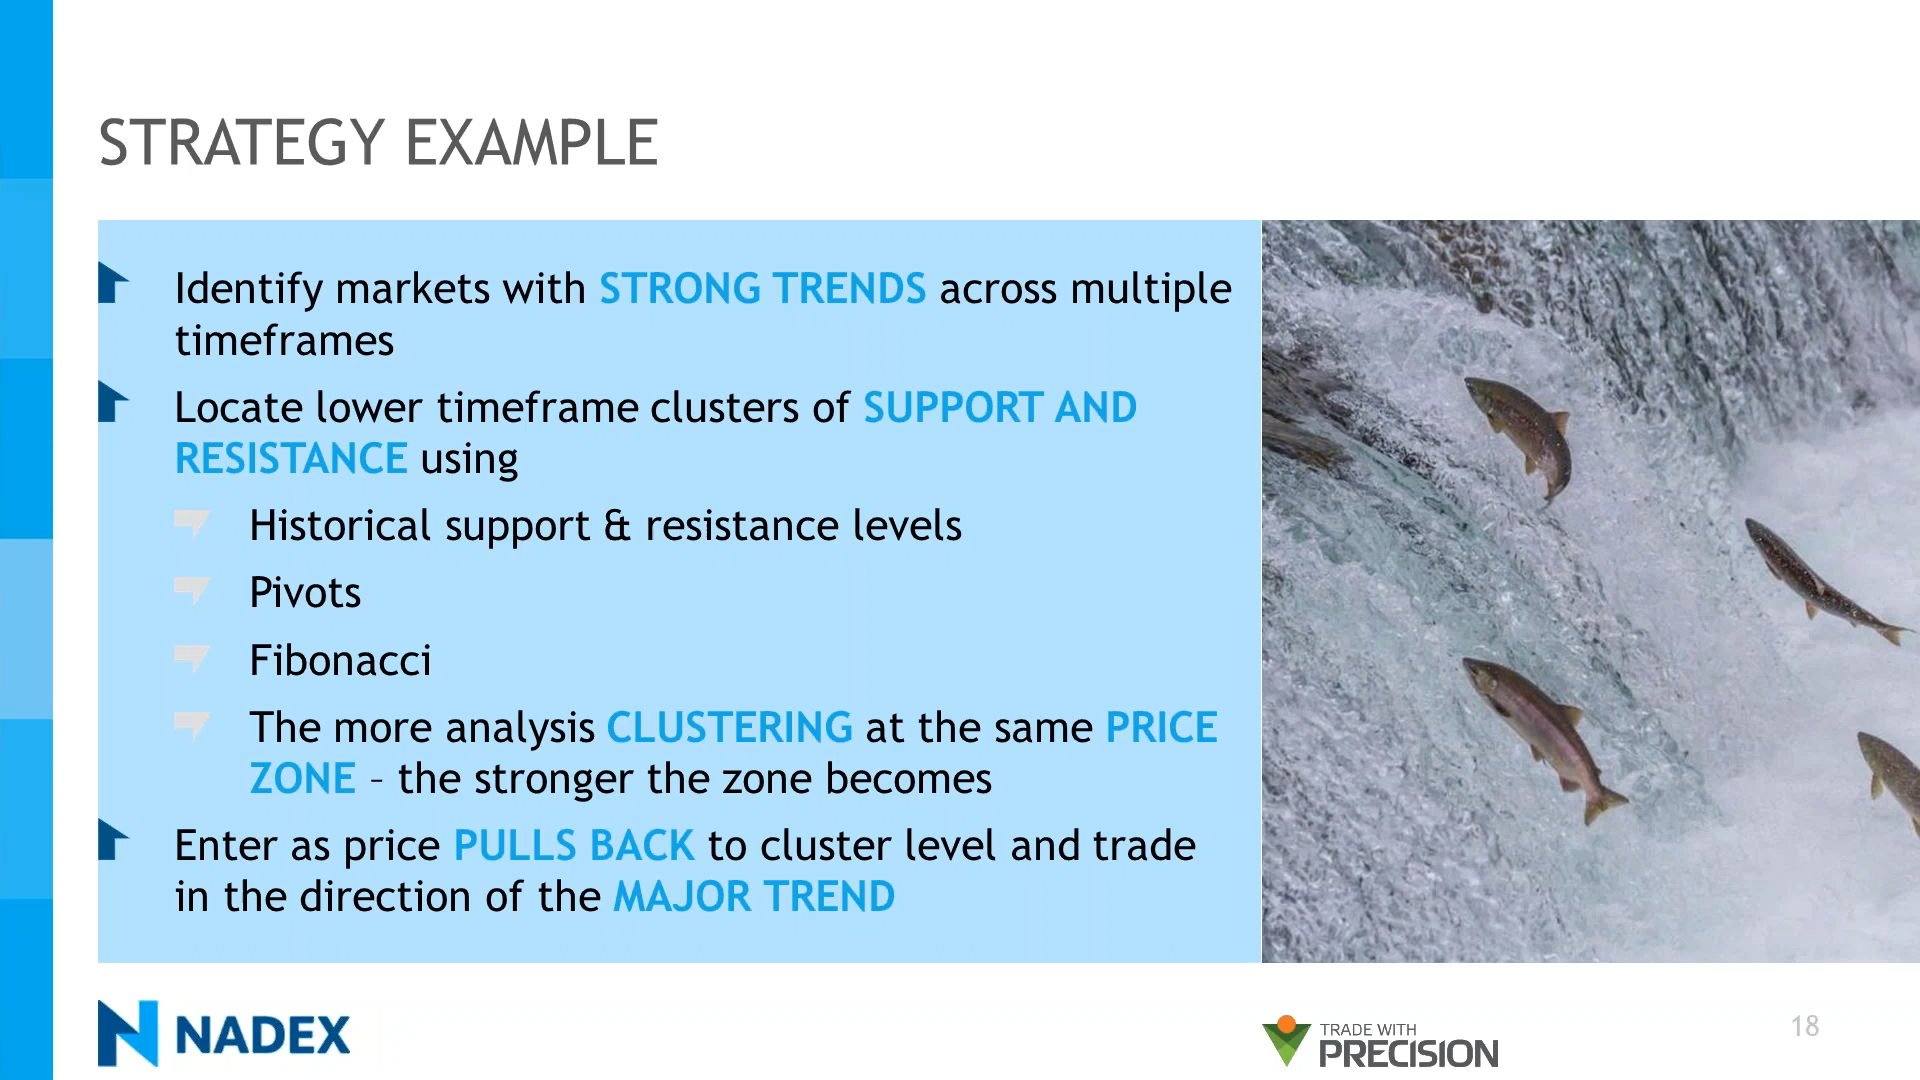 STRATEGY EXAMPLE
Identify markets with STRONG TRENDS across multiple
timeframes
Locate lower timeframe clusters of SUPPORT AND
RESISTANCE using
Historical support & resistance levels
Pivots
Fibonacci
The more analysis CLUSTERING at the same PRICE
ZONE – the stronger the zone becomes
Enter as price PULLS BACK to cluster level and trade
in the direction of the MAJOR TREND
NADEX
TRADE WITH
PRECISION
18